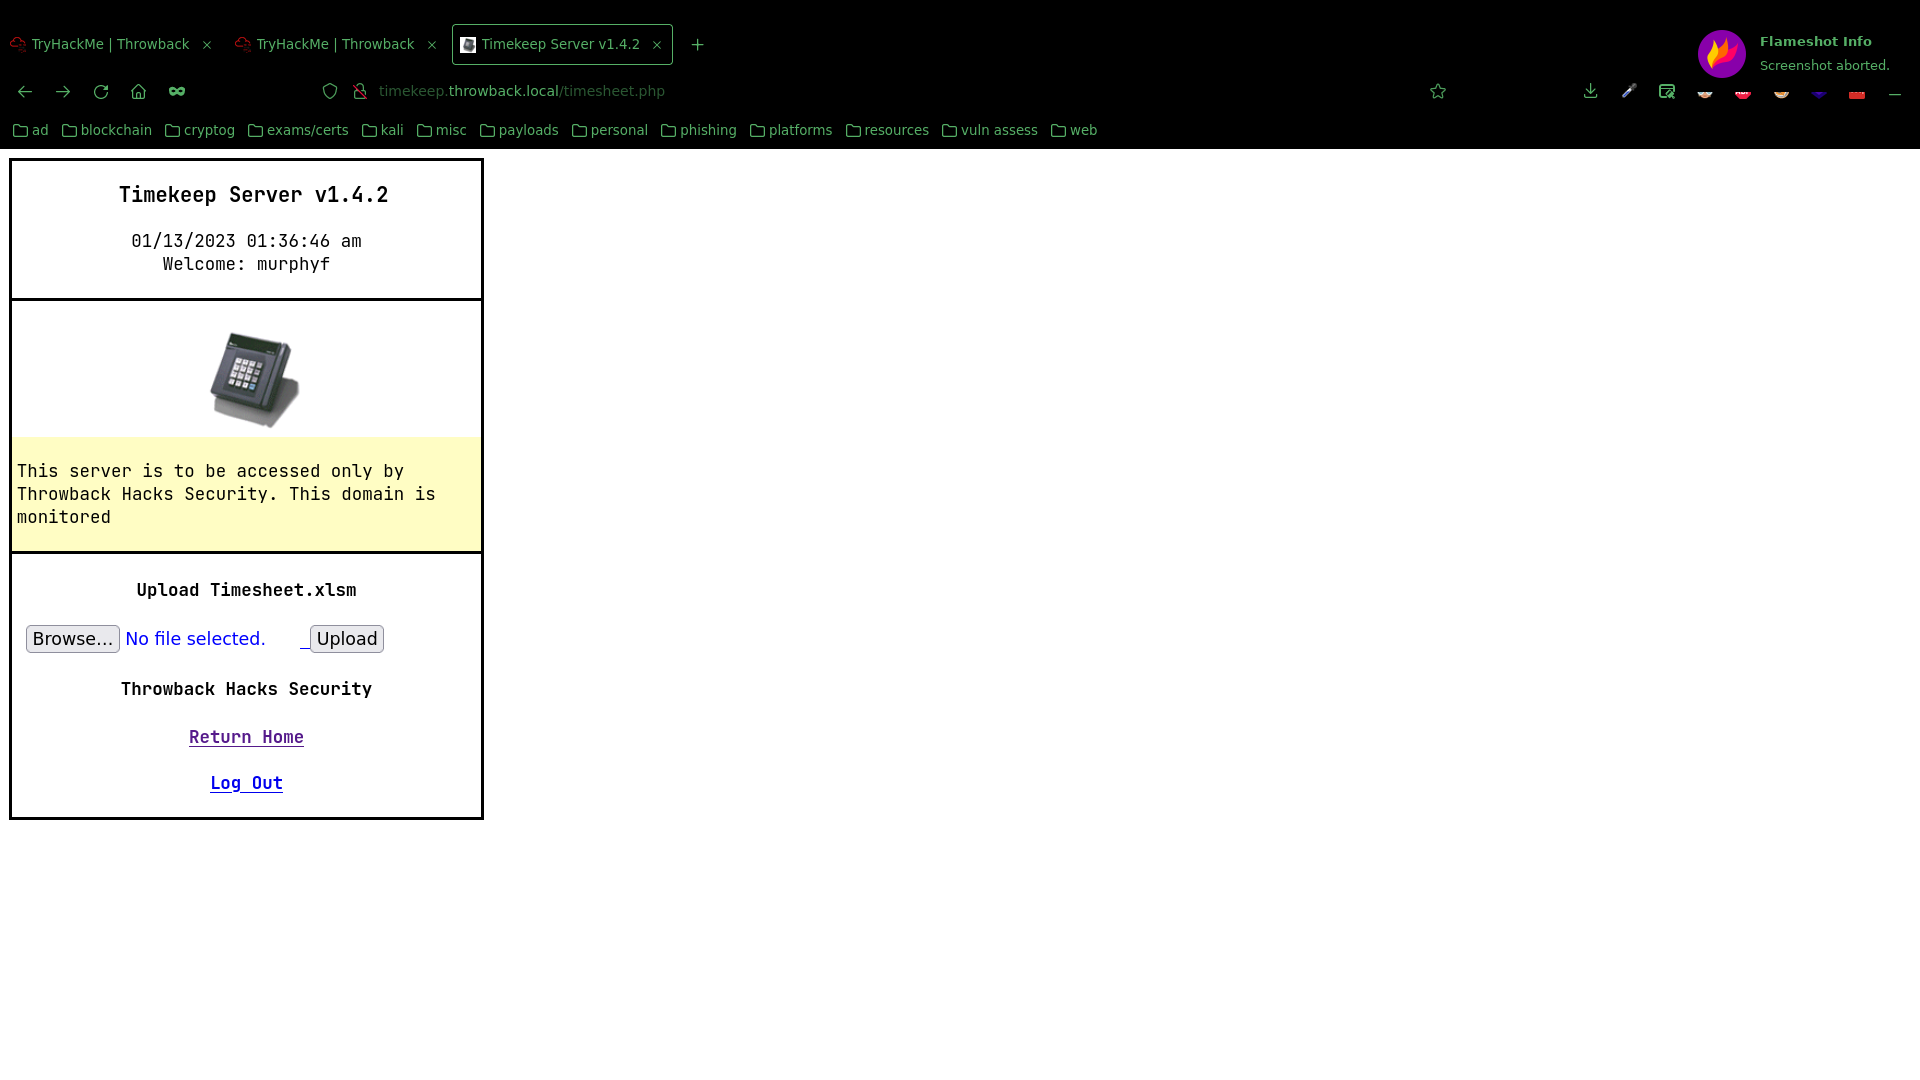 TryHackMe | Throwback
TryHackMe | Throwback
Timekeep Server v1.4.2
Flameshot Info
Screenshot aborted.
timekeep.throwback.local/timesheet.php
ad
blockchain
cryptog
exams/certs
kali
misc
payloads
personal
phishing
platforms
resources
vuln assess
web
Timekeep Server v1.4.2
01/13/2023 01:36:46 am
Welcome: murphyf
This server is to be accessed only by
Throwback Hacks Security. This domain is
monitored
Upload Timesheet.xlsm
Browse... No file selected. Upload
Throwback Hacks Security
Return Home
Log Out